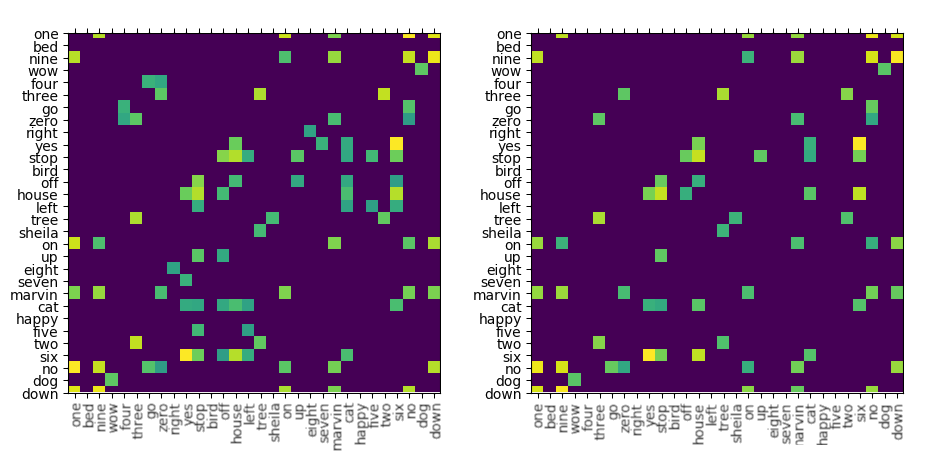 one
bed
nine
wow
four
three
go
zero
right
yes
stop
bird
off
house
left
tree
sheila
on
up
eight
seven
marvin
cat
happy
five
two
six
no
dog
down
one
bed
nine
wow
four
three
go
zero
right
yes
stop
bird
off
house
left
tree
sheila
on
up
eight
seven
marvin
cat
happy
five
two
six
no
dog
down
one
bed
nine
wow
four
three
go
zero
right
yes
stop
bird
off
house
left
tree
sheila
on
up
eight
seven
marvin
cat
happy
five
two
six
no
dog
down
one
bed
nine
wow
four
three
go
zero
right
yes
stop
bird
off
house
left
tree
sheila
on
up
eight
seven
marvin
cat
happy
five
two
six
no
dog
down